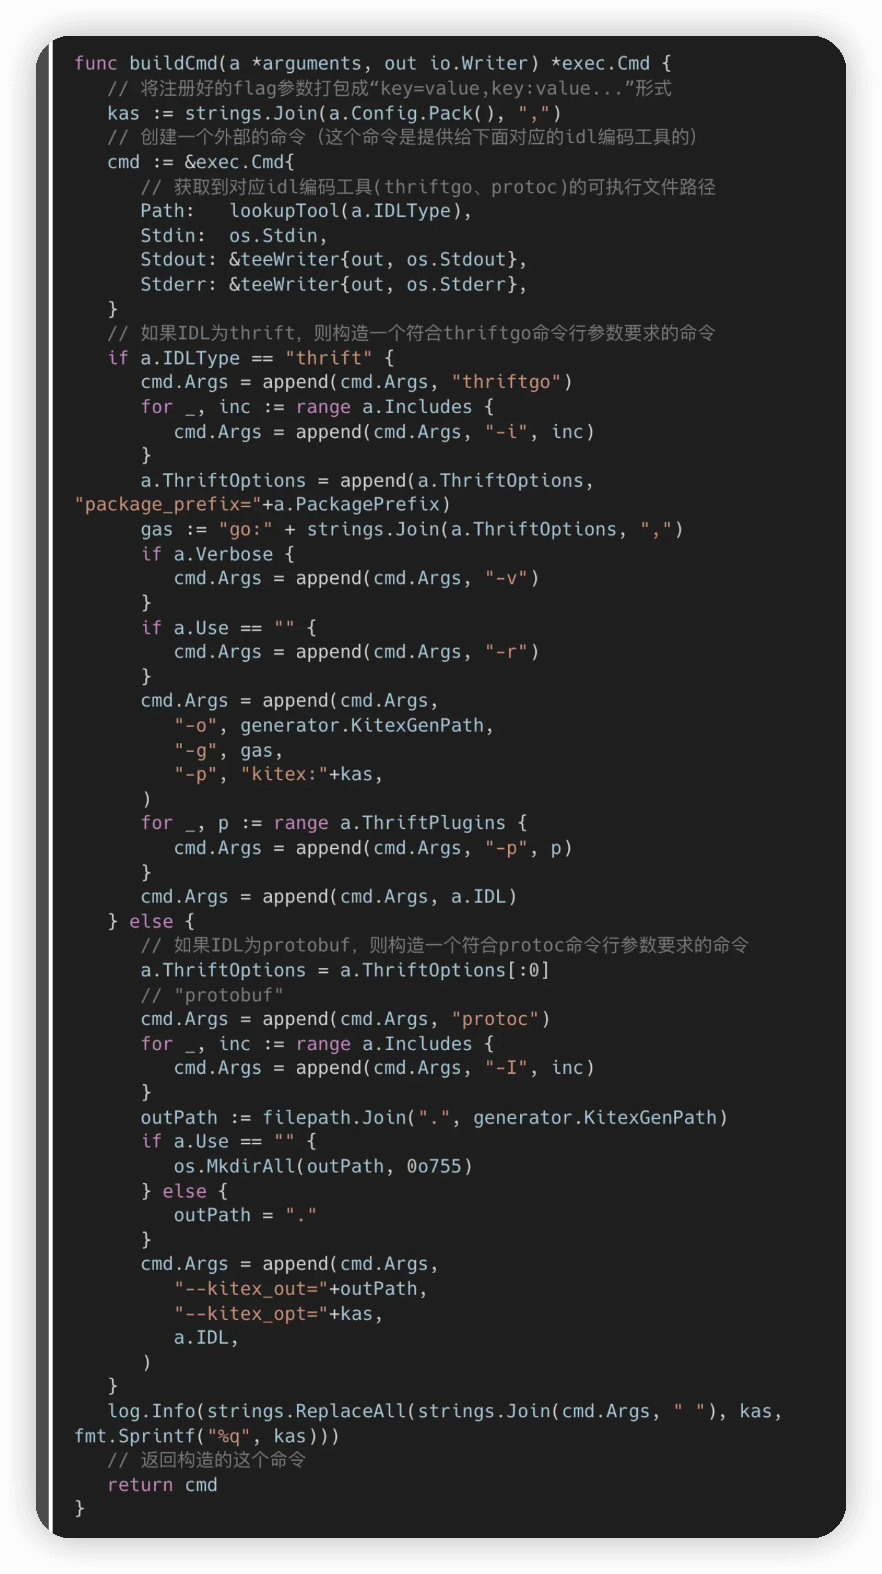 func buildCmd(a *arguments, out io.Writer) *exec.Cmd {
   // 将注册好的flag参数打包成“key=value,key:value...”形式
   kas := strings.Join(a.Config.Pack(), ",")
   // 创建一个外部的命令（这个命令是提供给下面对应的idl编码工具的）
   cmd := &exec.Cmd{
      // 获取到对应idl编码工具(thriftgo、protoc)的可执行文件路径
      Path:   lookupTool(a.IDLType),
      Stdin:  os.Stdin,
      Stdout: &teeWriter{out, os.Stdout},
      Stderr: &teeWriter{out, os.Stderr},
   }
   // 如果IDL为thrift，则构造一个符合thriftgo命令行参数要求的命令
   if a.IDLType == "thrift" {
      cmd.Args = append(cmd.Args, "thriftgo")
      for _, inc := range a.Includes {
         cmd.Args = append(cmd.Args, "-i", inc)
      }
      a.ThriftOptions = append(a.ThriftOptions,
"package_prefix="+a.PackagePrefix)
      gas := "go:" + strings.Join(a.ThriftOptions, ",")
      if a.Verbose {
         cmd.Args = append(cmd.Args, "-v")
      }
      if a.Use == "" {
         cmd.Args = append(cmd.Args, "-r")
      }
      cmd.Args = append(cmd.Args,
         "-o", generator.KitexGenPath,
         "-g", gas,
         "-p", "kitex:"+kas,
      )
      for _, p := range a.ThriftPlugins {
         cmd.Args = append(cmd.Args, "-p", p)
      }
      cmd.Args = append(cmd.Args, a.IDL)
   } else {
      // 如果IDL为protobuf，则构造一个符合protoc命令行参数要求的命令
      a.ThriftOptions = a.ThriftOptions[:0]
      // "protobuf"
      cmd.Args = append(cmd.Args, "protoc")
      for _, inc := range a.Includes {
         cmd.Args = append(cmd.Args, "-I", inc)
      }
      outPath := filepath.Join(".", generator.KitexGenPath)
      if a.Use == "" {
         os.MkdirAll(outPath, 0o755)
      } else {
         outPath = "."
      }
      cmd.Args = append(cmd.Args,
         "--kitex_out="+outPath,
         "--kitex_opt="+kas,
         a.IDL,
      )
   }
   log.Info(strings.ReplaceAll(strings.Join(cmd.Args, " "), kas,
fmt.Sprintf("%q", kas)))
   // 返回构造的这个命令
   return cmd
}